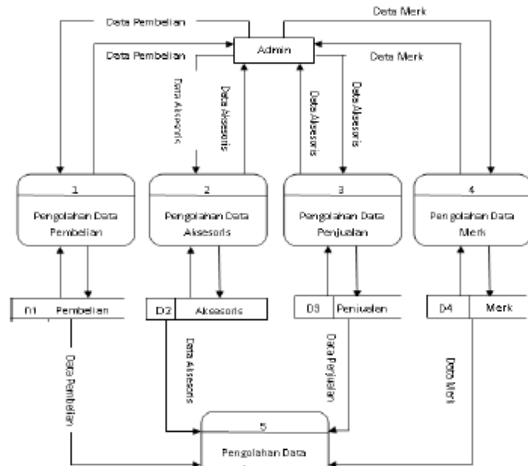 Data Merk
Data Pembelian
Data Pembelian
Admin
Data Merk
Data Aksesoris
Data Aksesoris
Data Aksesoris
Data Aksesoris
1
Pengolahan Data
Pembelian
2
Pengolahan Data
Aksesoris
3
Pengolahan Data
Penjualan
4
Pengolahan Data
Merk
D1 Pembelian
D2 Aksesoris
D3 Penjualan
D4 Merk
Data Pembelian
Data Aksesoris
Data Penjualan
Data Merk
5
Pengolahan Data